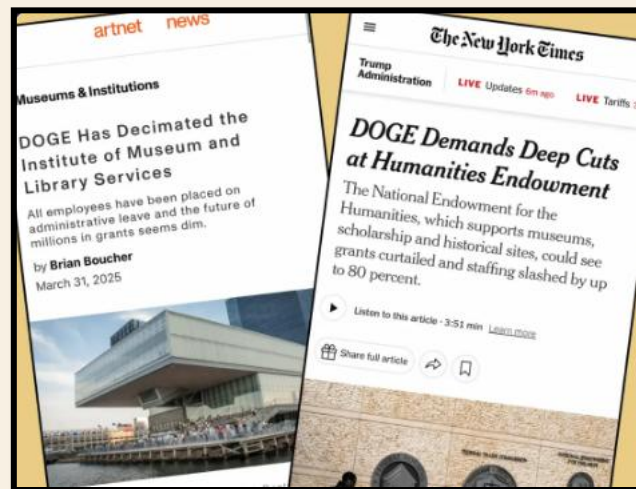 artnet news
Museums & Institutions
DOGE Has Decimated the
Institute of Museum and
Library Services
All employees have been placed on
administrative leave and the future of
millions in grants seems dim.
by Brian Boucher
March 31, 2025
The New York Times
Trump
Administration
LIVE Updates 6m ago
LIVE Tariffs
DOGE Demands Deep Cuts
at Humanities Endowment
The National Endowment for the
Humanities, which supports museums,
scholarship and historical sites, could see
grants curtailed and staffing slashed by up
to 80 percent.
Listen to this article · 3:51 min Learn more
Share full article